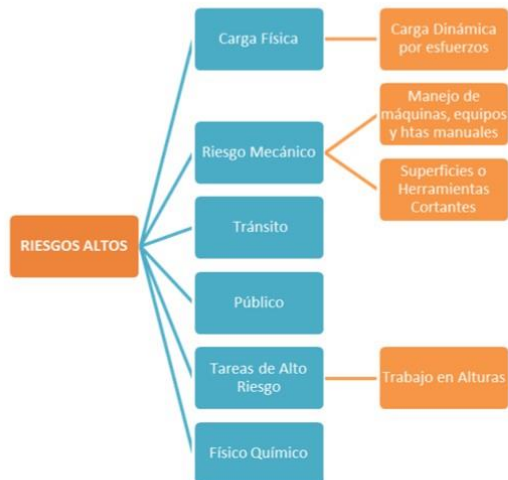 RIESGOS ALTOS
Carga Física
Carga Dinámica
por esfuerzos
Riesgo Mecánico
Manejo de
máquinas, equipos
y htas manuales
Superficies o
Herramientas
Cortantes
Tránsito
Público
Tareas de Alto
Riesgo
Trabajo en Alturas
Físico Químico